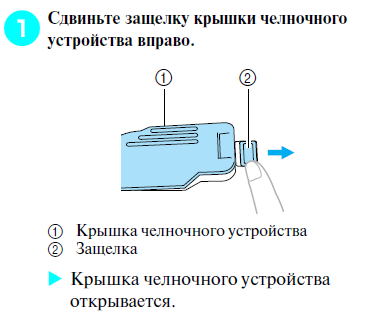 1 Сдвиньте защелку крышки челночного
устройства вправо.
① ②
① Крышка челночного устройства
② Защелка
▶ Крышка челночного устройства
открывается.